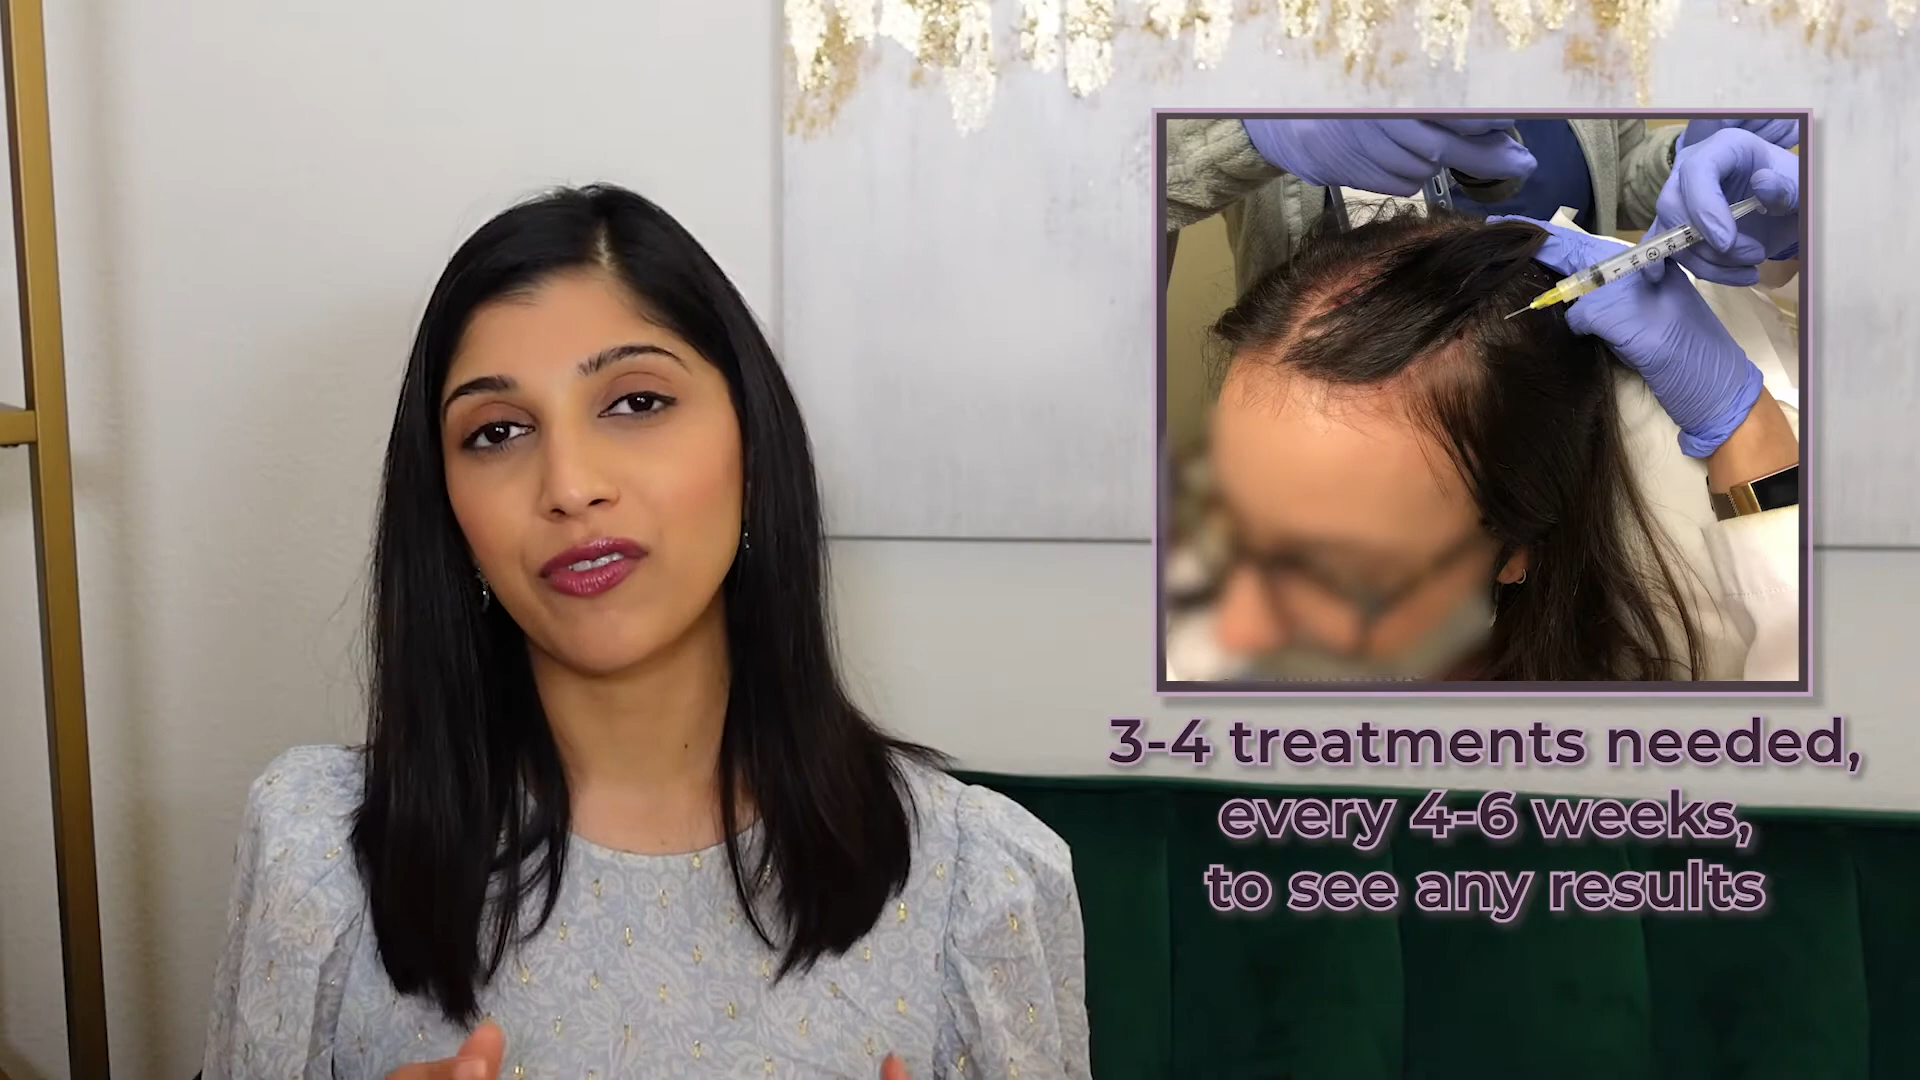 3-4 treatments needed,
every 4-6 weeks,
to see any results